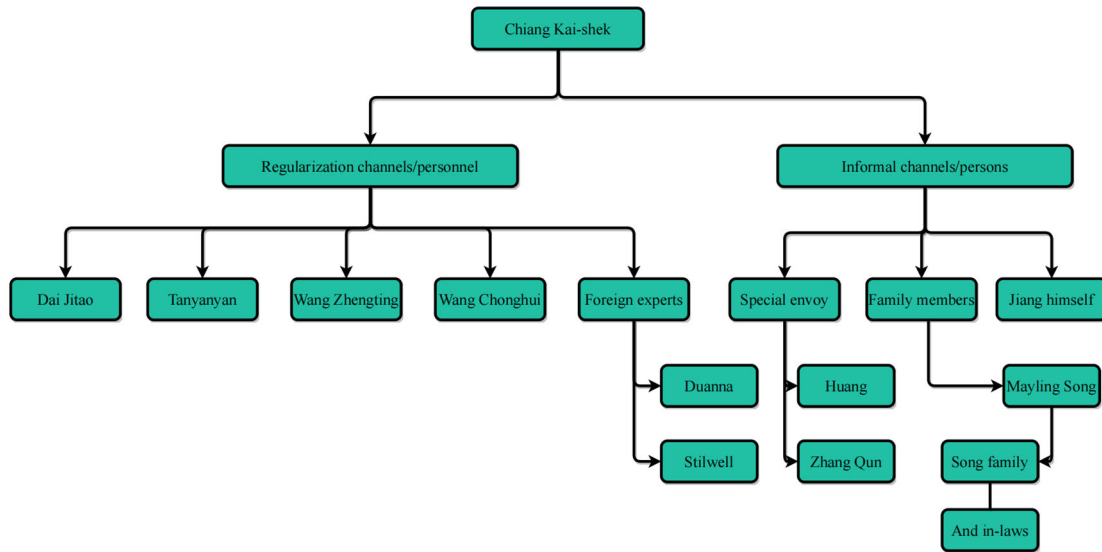 Chiang Kai-shek
Regularization channels/personnel
Informal channels/persons
Dai Jitao
Tanyanyan
Wang Zhengting
Wang Chonghui
Foreign experts
Special envoy
Family members
Jiang himself
Duanna
Huang
Mayling Song
Stilwell
Zhang Qun
Song family
And in-laws